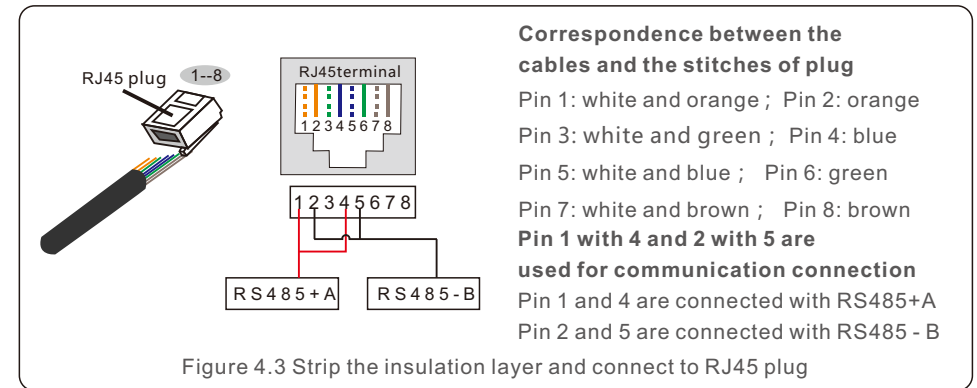 RJ45 plug 1--8
RJ45terminal
12345678
12345678
RS485+A
RS485-B
Correspondence between the
cables and the stitches of plug
Pin 1: white and orange ; Pin 2: orange
Pin 3: white and green ; Pin 4: blue
Pin 5: white and blue ; Pin 6: green
Pin 7: white and brown ; Pin 8: brown
Pin 1 with 4 and 2 with 5 are
used for communication connection
Pin 1 and 4 are connected with RS485+A
Pin 2 and 5 are connected with RS485 - B
Figure 4.3 Strip the insulation layer and connect to RJ45 plug